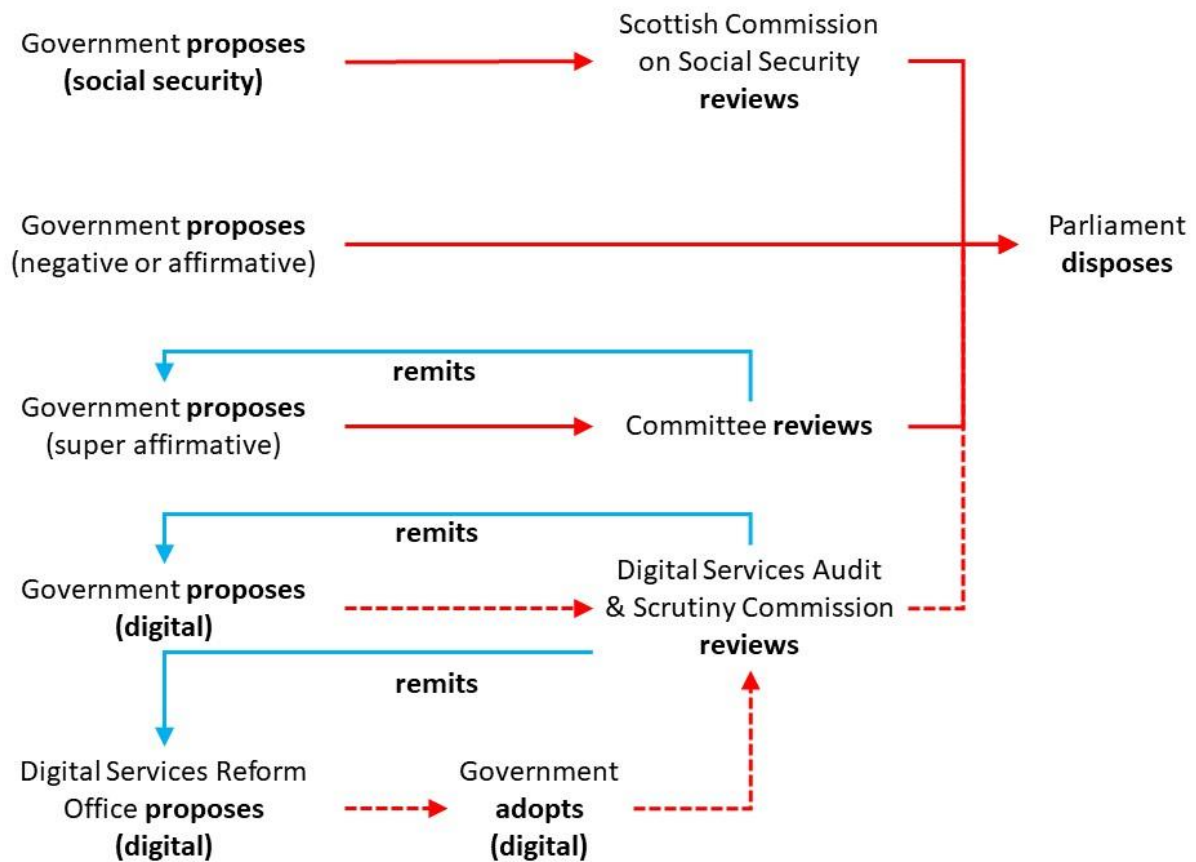 Government proposes
(social security)
Scottish Commission
on Social Security
reviews
Government proposes
(negative or affirmative)
Parliament
disposes
remits
Government proposes
(super affirmative)
Committee reviews
remits
Government proposes
(digital)
Digital Services Audit
& Scrutiny Commission
reviews
remits
Digital Services Reform
Office proposes
(digital)
Government
adopts
(digital)